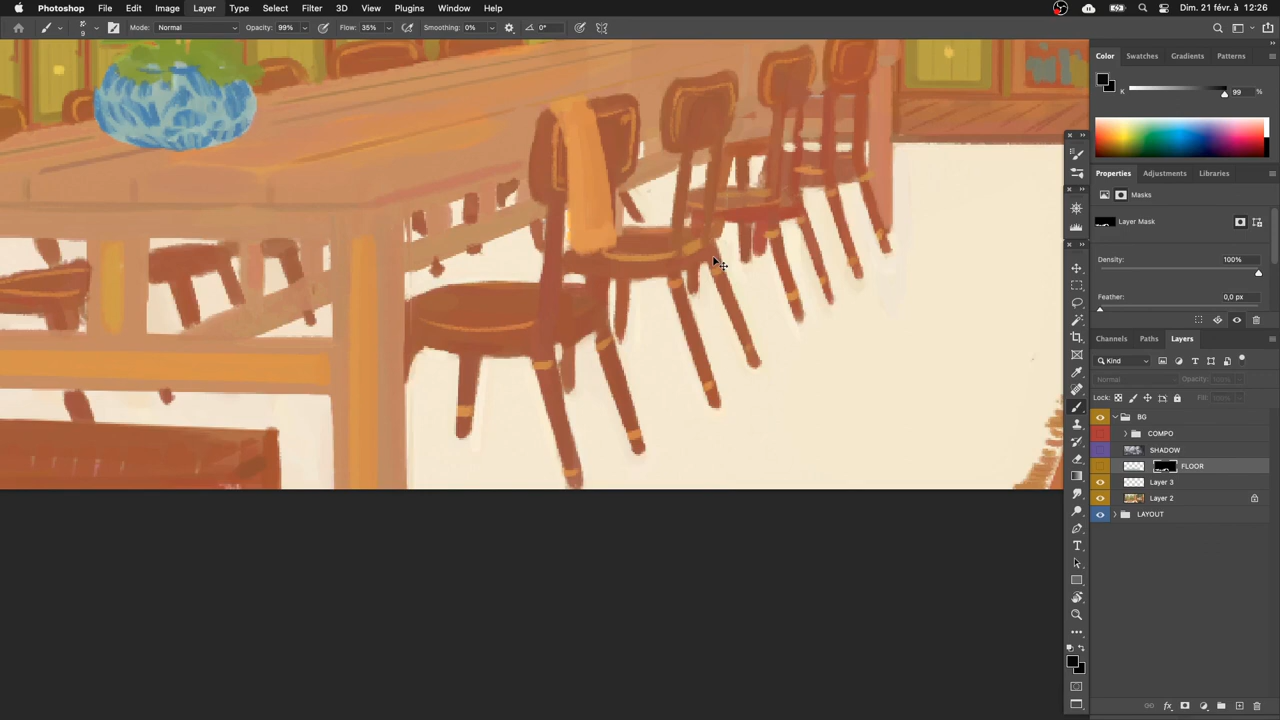 Photoshop File Edit Image Layer Type Select Filter 3D View Plugins Window Help Dim. 21 févr. à 12:26
9 Mode: Normal Opacity: 99% Flow: 35% Smoothing: 0% 0°
Color Swatches Gradients Patterns
K 99 %
Properties Adjustments Libraries
Masks
Layer Mask
Density: 100%
Feather: 0,0 px
Channels Paths Layers
Kind
Normal Opacity:
Lock: Fill:
BG
COMPO
SHADOW
FLOOR
Layer 3
Layer 2
LAYOUT